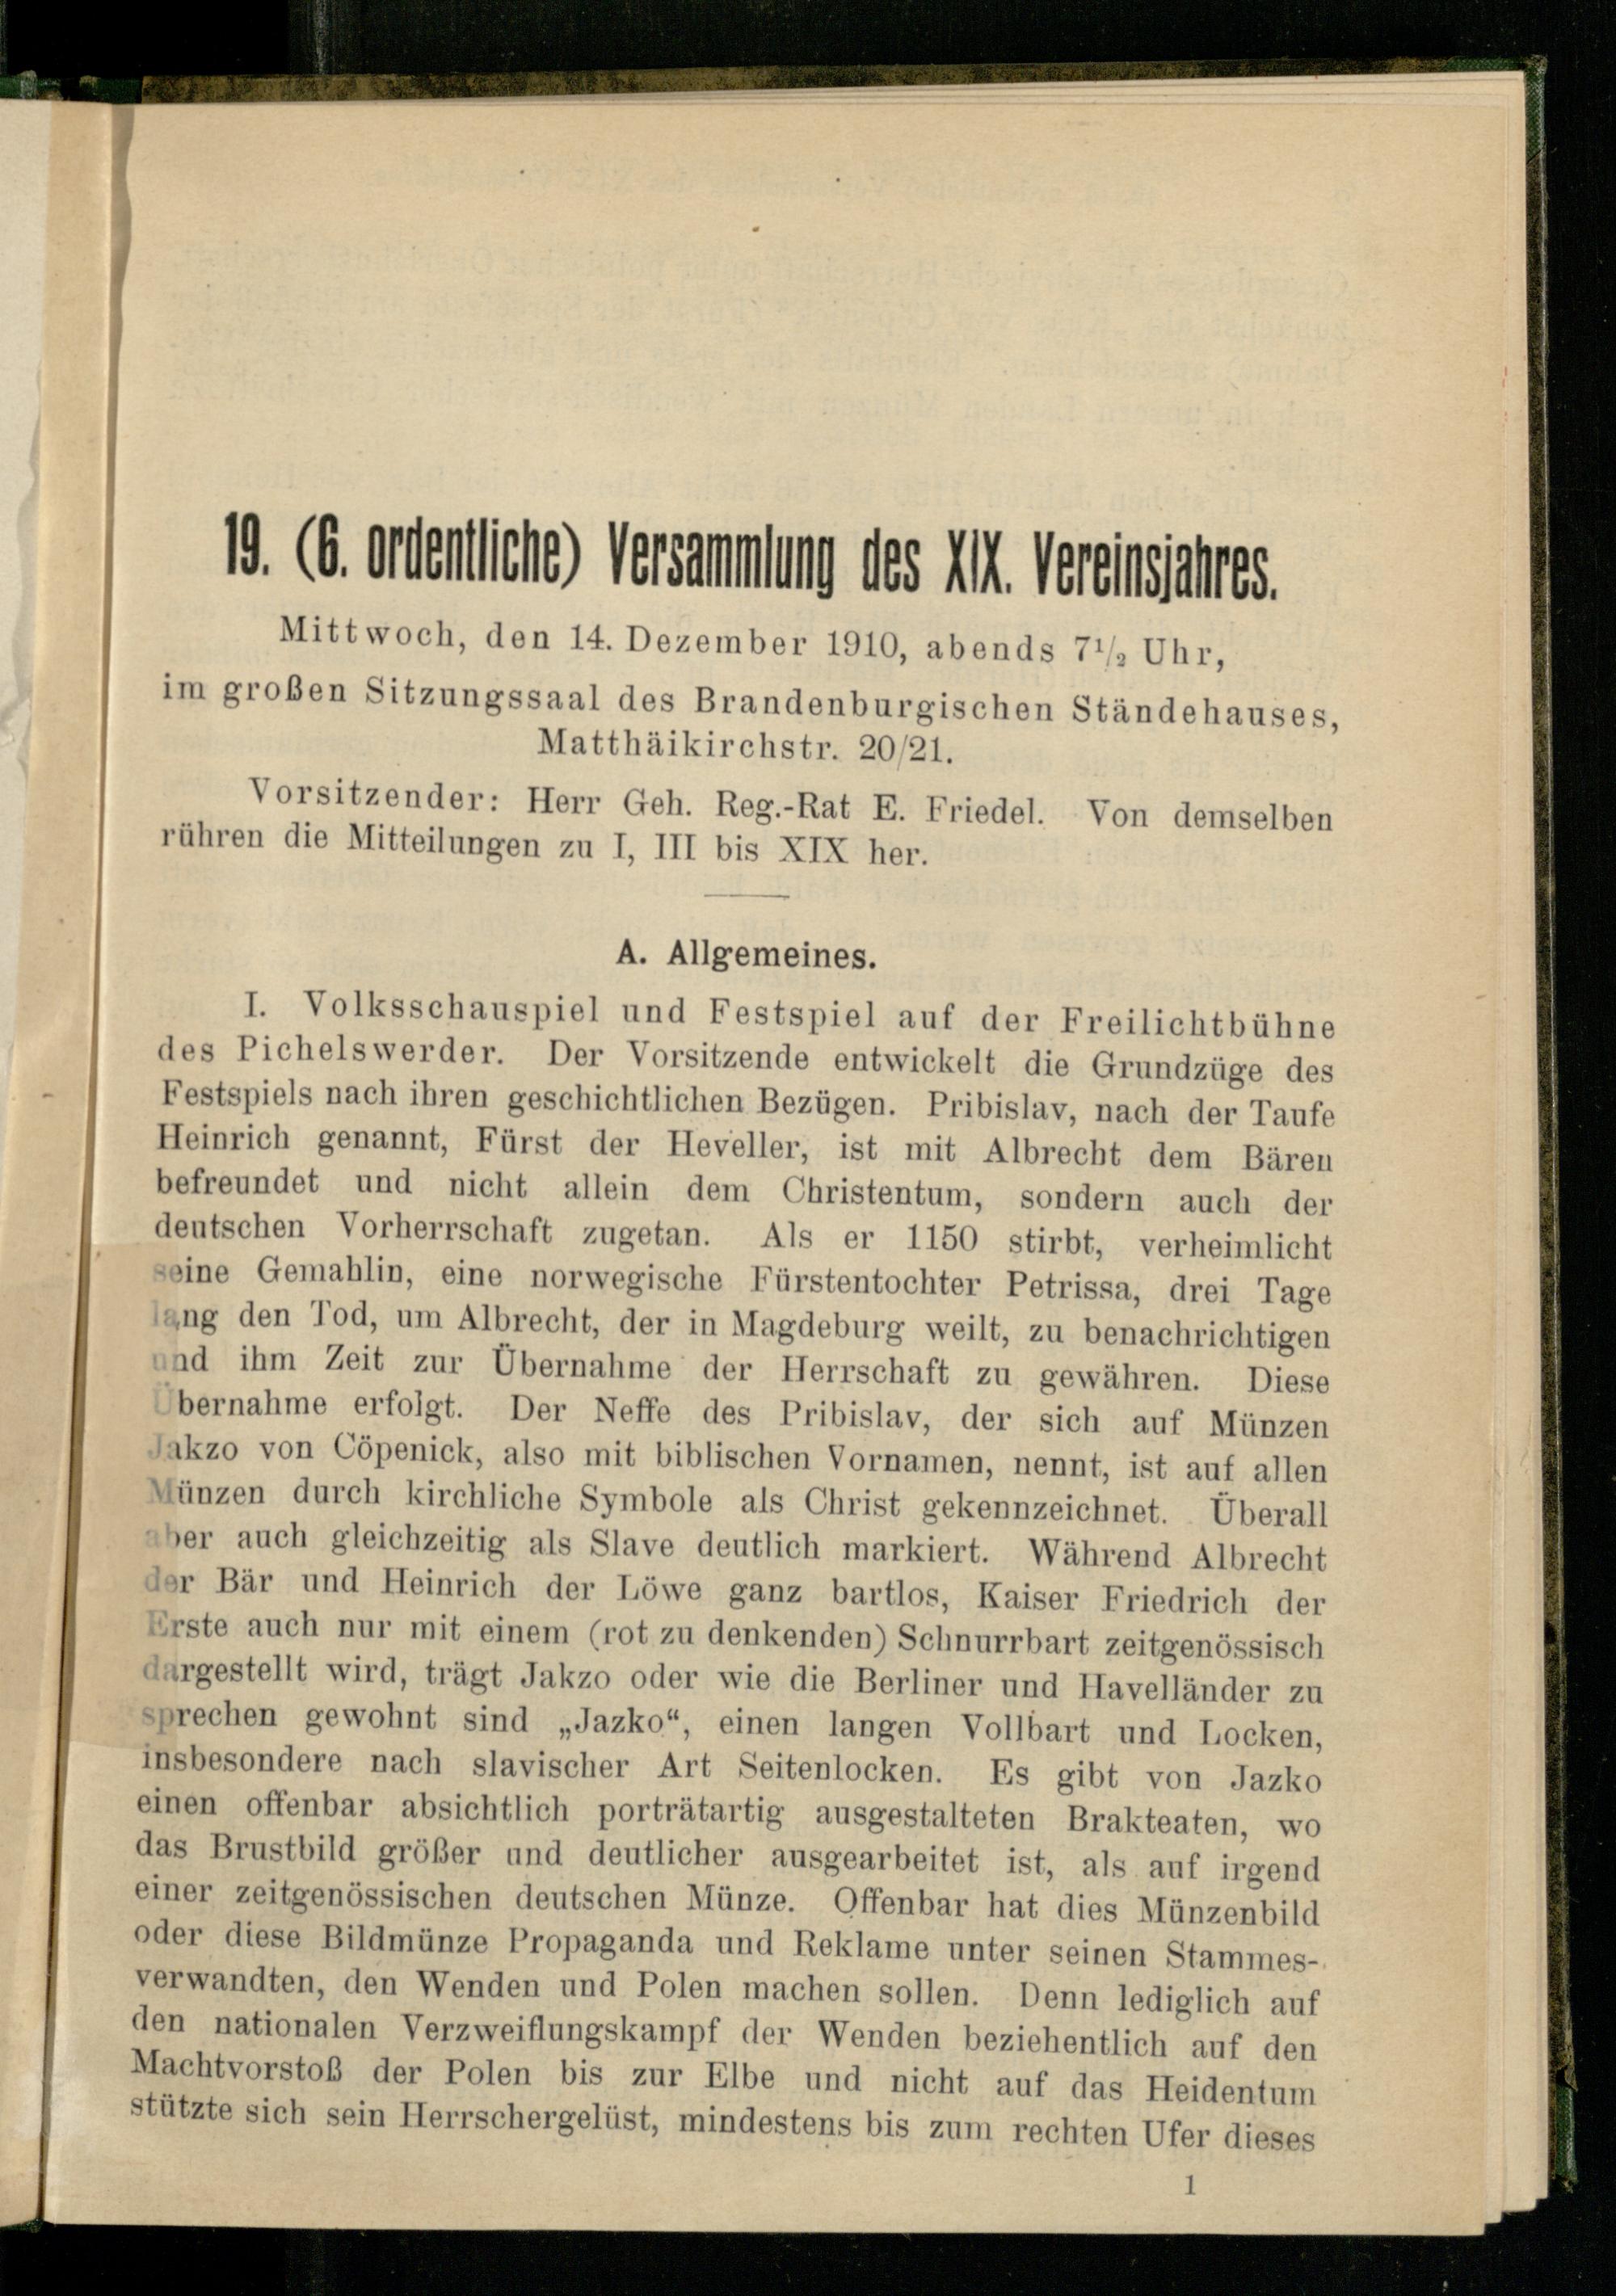 19. (6. ordentliche) Versammlung des XIX. Vereinsjahres.
Mittwoch, den 14. Dezember 1910, abends 7½ Uhr,
im großen Sitzungssaal des Brandenburgischen Ständehauses,
Matthäikirchstr. 20/21.
Vorsitzender: Herr Geh. Reg.-Rat E. Friedel. Von demselben
rühren die Mitteilungen zu I, III bis XIX her.
A. Allgemeines.
I. Volksschauspiel und Festspiel auf der Freilichtbühne
des Pichelswerder. Der Vorsitzende entwickelt die Grundzüge des
Festspiels nach ihren geschichtlichen Bezügen. Pribislav, nach der Taufe
Heinrich genannt, Fürst der Heveller, ist mit Albrecht dem Bären
befreundet und nicht allein dem Christentum, sondern auch der
deutschen Vorherrschaft zugetan. Als er 1150 stirbt, verheimlicht
seine Gemahlin, eine norwegische Fürstentochter Petrissa, drei Tage
lang den Tod, um Albrecht, der in Magdeburg weilt, zu benachrichtigen
und ihm Zeit zur Übernahme der Herrschaft zu gewähren. Diese
Übernahme erfolgt. Der Neffe des Pribislav, der sich auf Münzen
Jakzo von Cöpenick, also mit biblischen Vornamen, nennt, ist auf allen
Münzen durch kirchliche Symbole als Christ gekennzeichnet. Überall
aber auch gleichzeitig als Slave deutlich markiert. Während Albrecht
der Bär und Heinrich der Löwe ganz bartlos, Kaiser Friedrich der
Erste auch nur mit einem (rot zu denkenden) Schnurrbart zeitgenössisch
dargestellt wird, trägt Jakzo oder wie die Berliner und Havelländer zu
sprechen gewohnt sind „Jazko“, einen langen Vollbart und Locken,
insbesondere nach slavischer Art Seitenlocken. Es gibt von Jazko
einen offenbar absichtlich porträtartig ausgestalteten Brakteaten, wo
das Brustbild größer und deutlicher ausgearbeitet ist, als auf irgend
einer zeitgenössischen deutschen Münze. Offenbar hat dies Münzenbild
oder diese Bildmünze Propaganda und Reklame unter seinen Stammes-
verwandten, den Wenden und Polen machen sollen. Denn lediglich auf
den nationalen Verzweiflungskampf der Wenden beziehentlich auf den
Machtvorstoß der Polen bis zur Elbe und nicht auf das Heidentum
stützte sich sein Herrschergelüst, mindestens bis zum rechten Ufer dieses
1